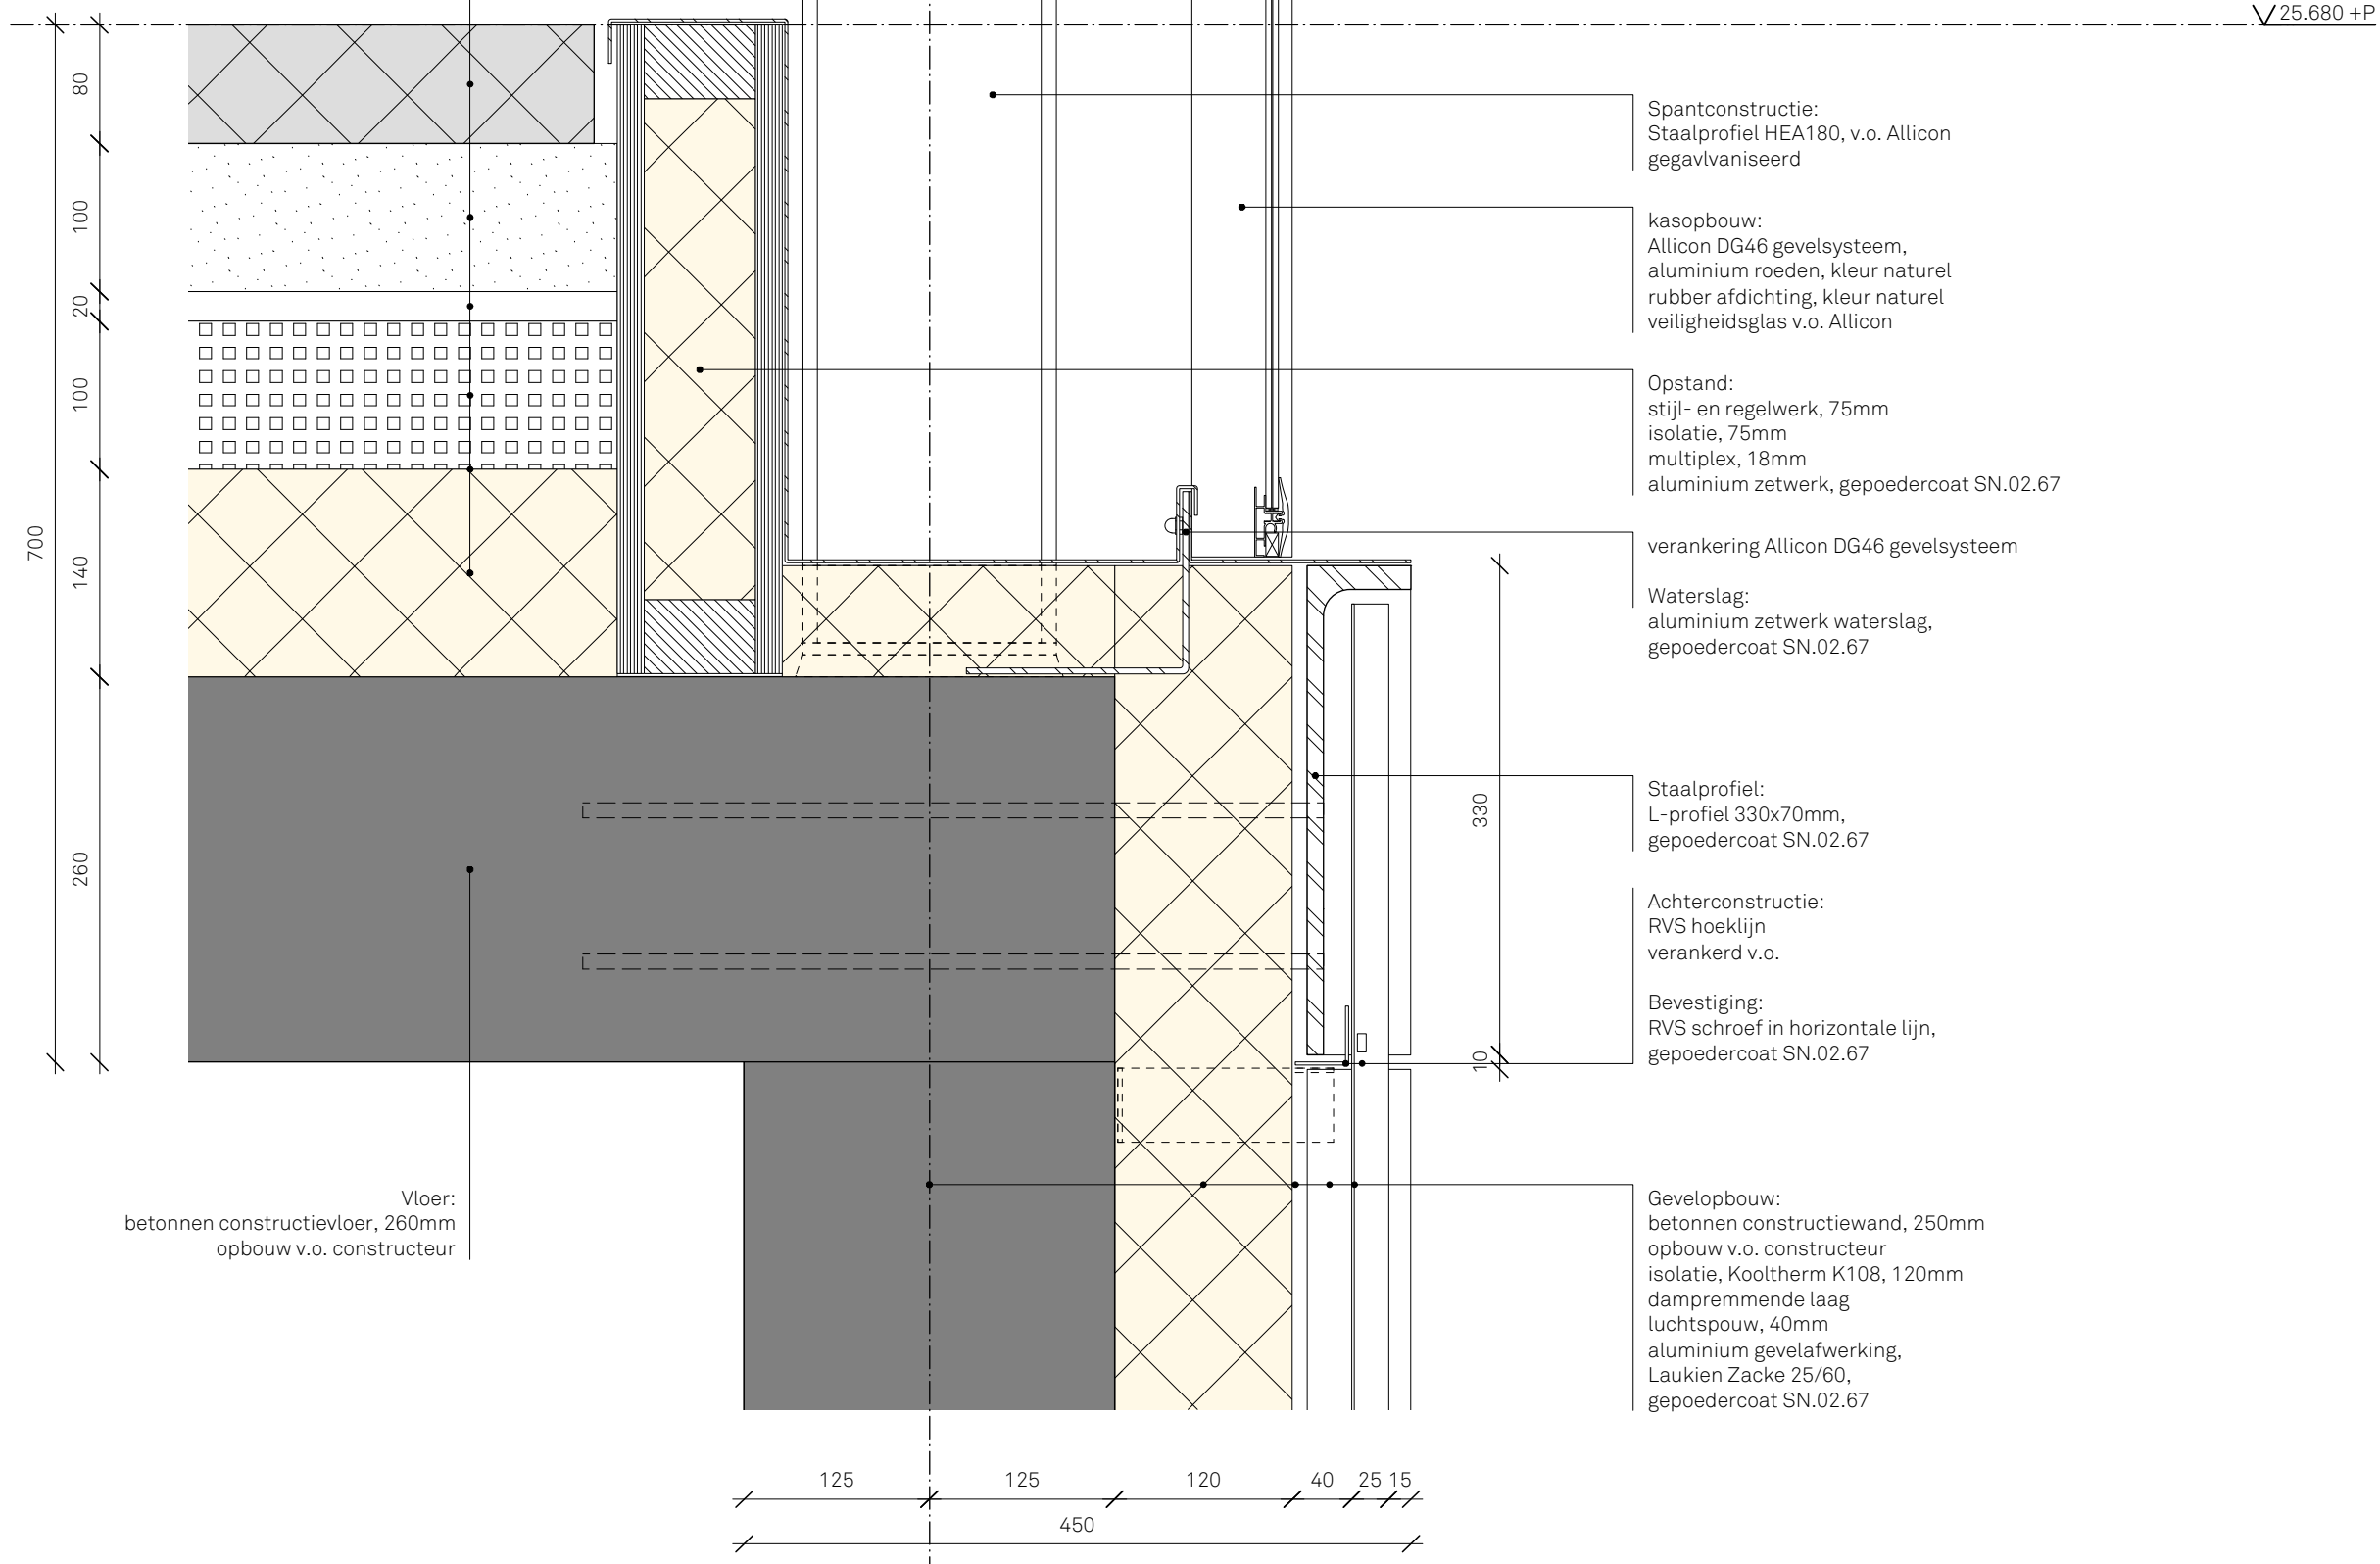 25.680 +P
80
100
20
100
140
260
700
Spantconstructie:
Staalprofiel HEA180, v.o. Allicon
gegavlvaniseerd
kasopbouw:
Allicon DG46 gevelsysteem,
aluminium roeden, kleur naturel
rubber afdichting, kleur naturel
veiligheidsglas v.o. Allicon
Opstand:
stijl- en regelwerk, 75mm
isolatie, 75mm
multiplex, 18mm
aluminium zetwerk, gepoedercoat SN.02.67
verankering Allicon DG46 gevelsysteem
Waterslag:
aluminium zetwerk waterslag,
gepoedercoat SN.02.67
330
10
Staalprofiel:
L-profiel 330x70mm,
gepoedercoat SN.02.67
Achterconstructie:
RVS hoeklijn
verankerd v.o.
Bevestiging:
RVS schroef in horizontale lijn,
gepoedercoat SN.02.67
Vloer:
betonnen constructievloer, 260mm
opbouw v.o. constructeur
Gevelopbouw:
betonnen constructiewand, 250mm
opbouw v.o. constructeur
isolatie, Kooltherm K108, 120mm
dampremmende laag
luchtspouw, 40mm
aluminium gevelafwerking,
Laukien Zacke 25/60,
gepoedercoat SN.02.67
125 125 120 40 25 15
450